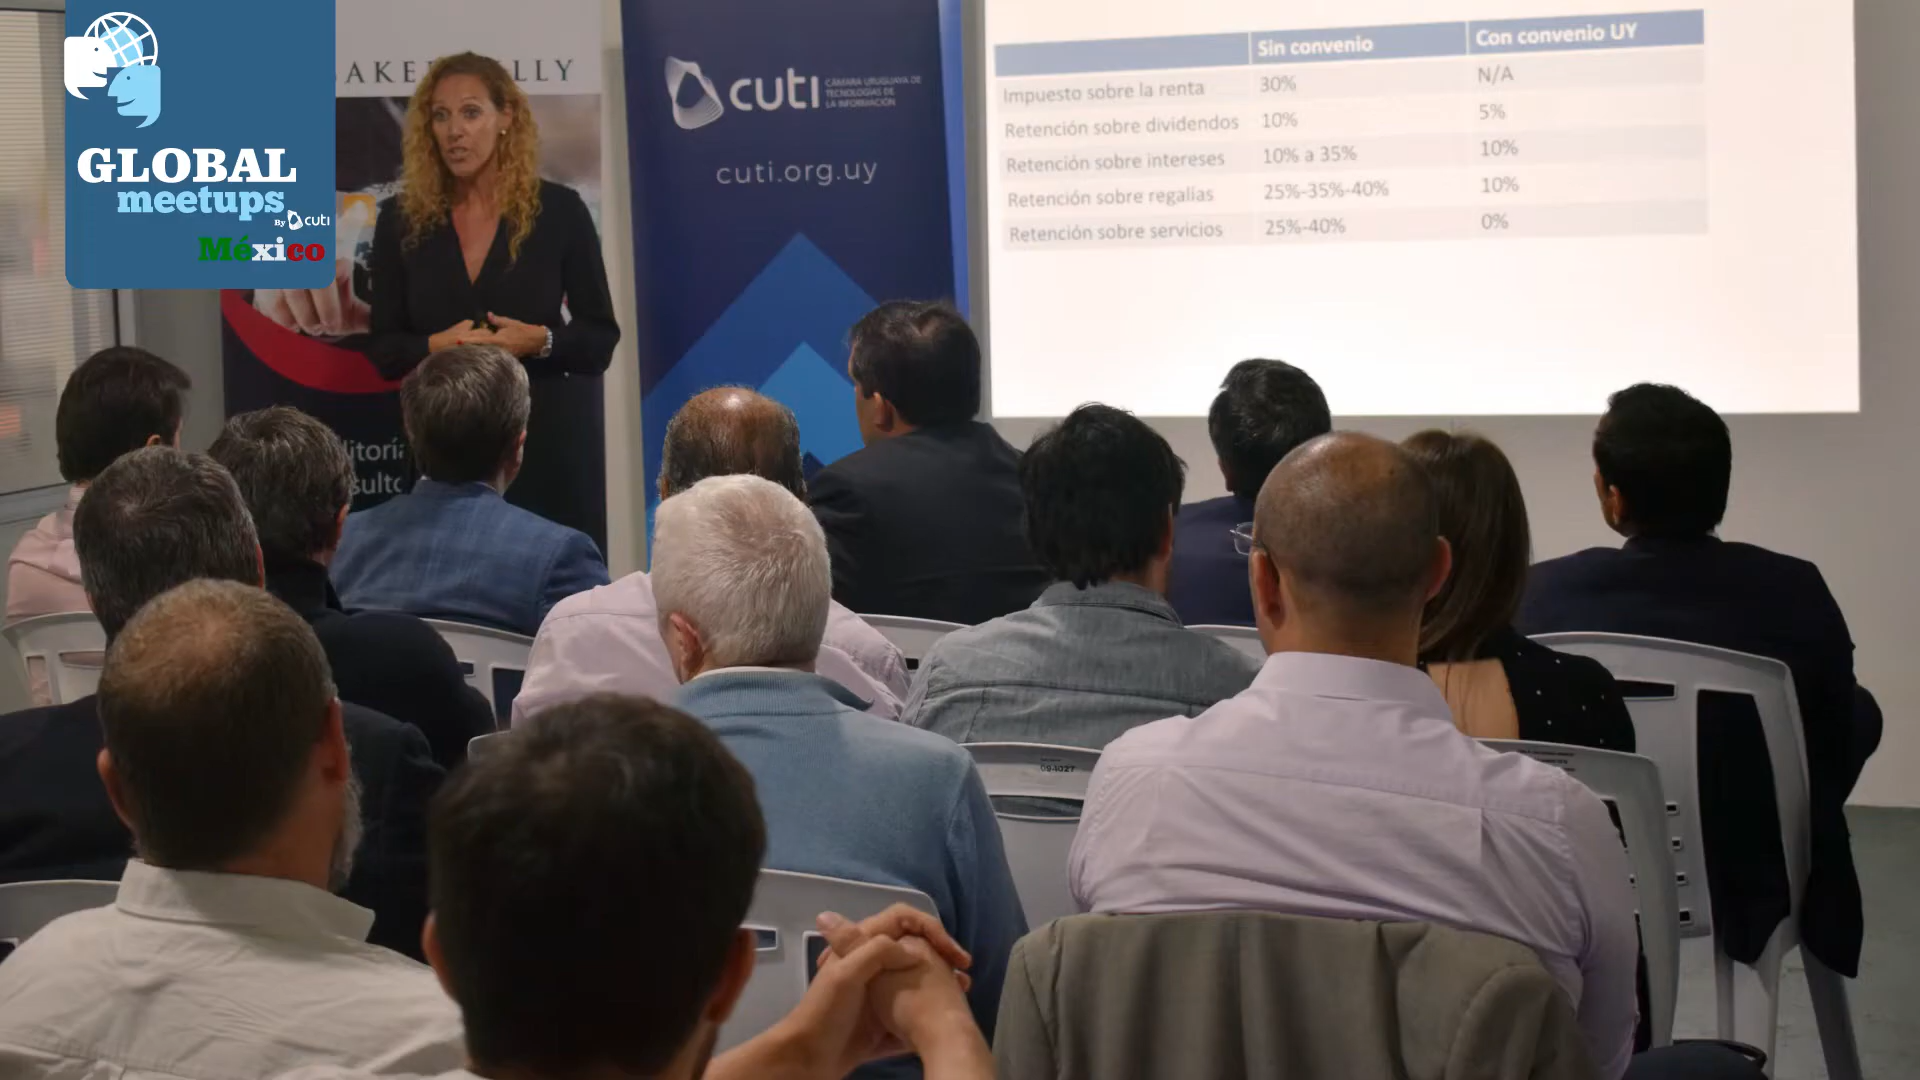 GLOBAL
meetups
By cuti
México
AKE LLY
cuti
CÁMARA URUGUAYA DE
TECNOLOGÍAS DE
LA INFORMACIÓN
cuti.org.uy
Sin convenio Con convenio UY
Impuesto sobre la renta 30% N/A
Retención sobre dividendos 10% 5%
Retención sobre intereses 10% a 35% 10%
Retención sobre regalías 25%-35%-40% 10%
Retención sobre servicios 25%-40% 0%
ditoría
sulto